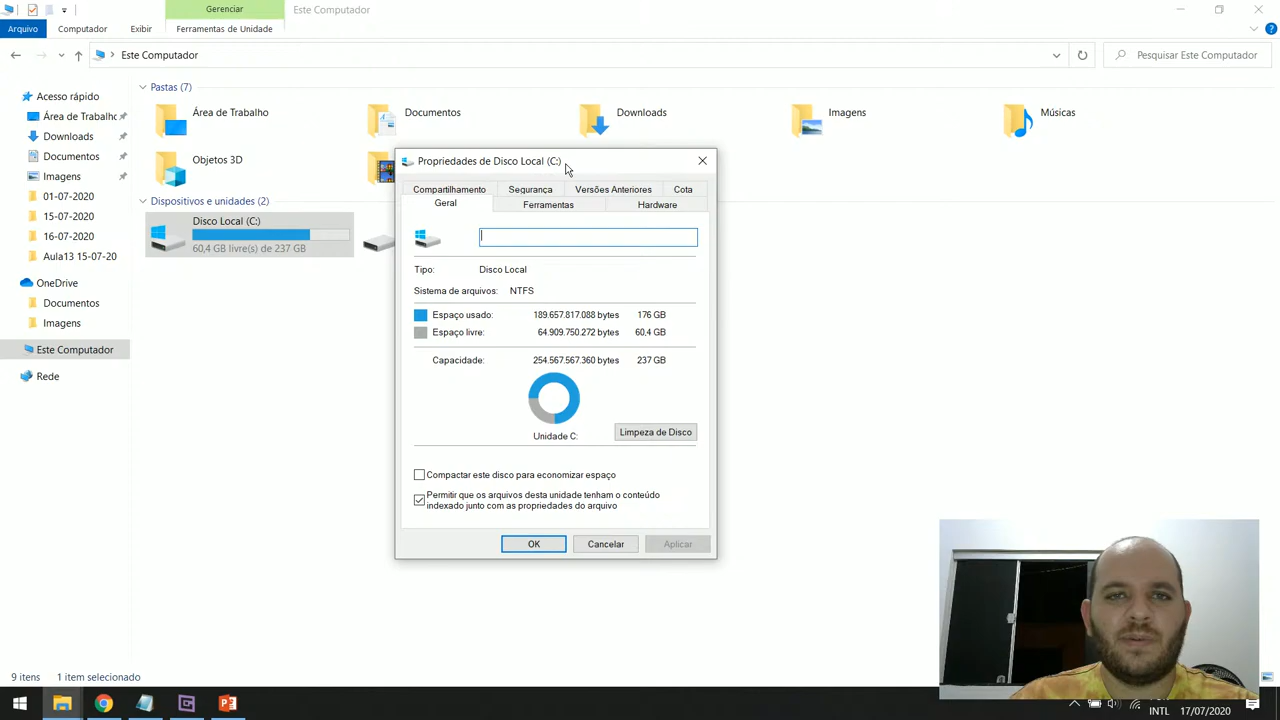 Gerenciar
Este Computador
Arquivo
Computador
Exibir
Ferramentas de Unidade
Este Computador
Pesquisar Este Computador
Acesso rápido
Área de Trabalho
Downloads
Documentos
Imagens
01-07-2020
15-07-2020
16-07-2020
Aula13 15-07-20
OneDrive
Documentos
Imagens
Este Computador
Rede
Pastas (7)
Área de Trabalho
Documentos
Downloads
Imagens
Músicas
Objetos 3D
Dispositivos e unidades (2)
Disco Local (C:)
60,4 GB livre(s) de 237 GB
Propriedades de Disco Local (C:)
Compartilhamento
Segurança
Versões Anteriores
Cota
Geral
Ferramentas
Hardware
Tipo: Disco Local
Sistema de arquivos: NTFS
Espaço usado: 189.657.817.088 bytes 176 GB
Espaço livre: 64.909.750.272 bytes 60,4 GB
Capacidade: 254.567.567.360 bytes 237 GB
Unidade C:
Limpeza de Disco
Compactar este disco para economizar espaço
Permitir que os arquivos desta unidade tenham o conteúdo
indexado junto com as propriedades do arquivo
OK
Cancelar
Aplicar
9 itens
1 item selecionado
INTL
17/07/2020